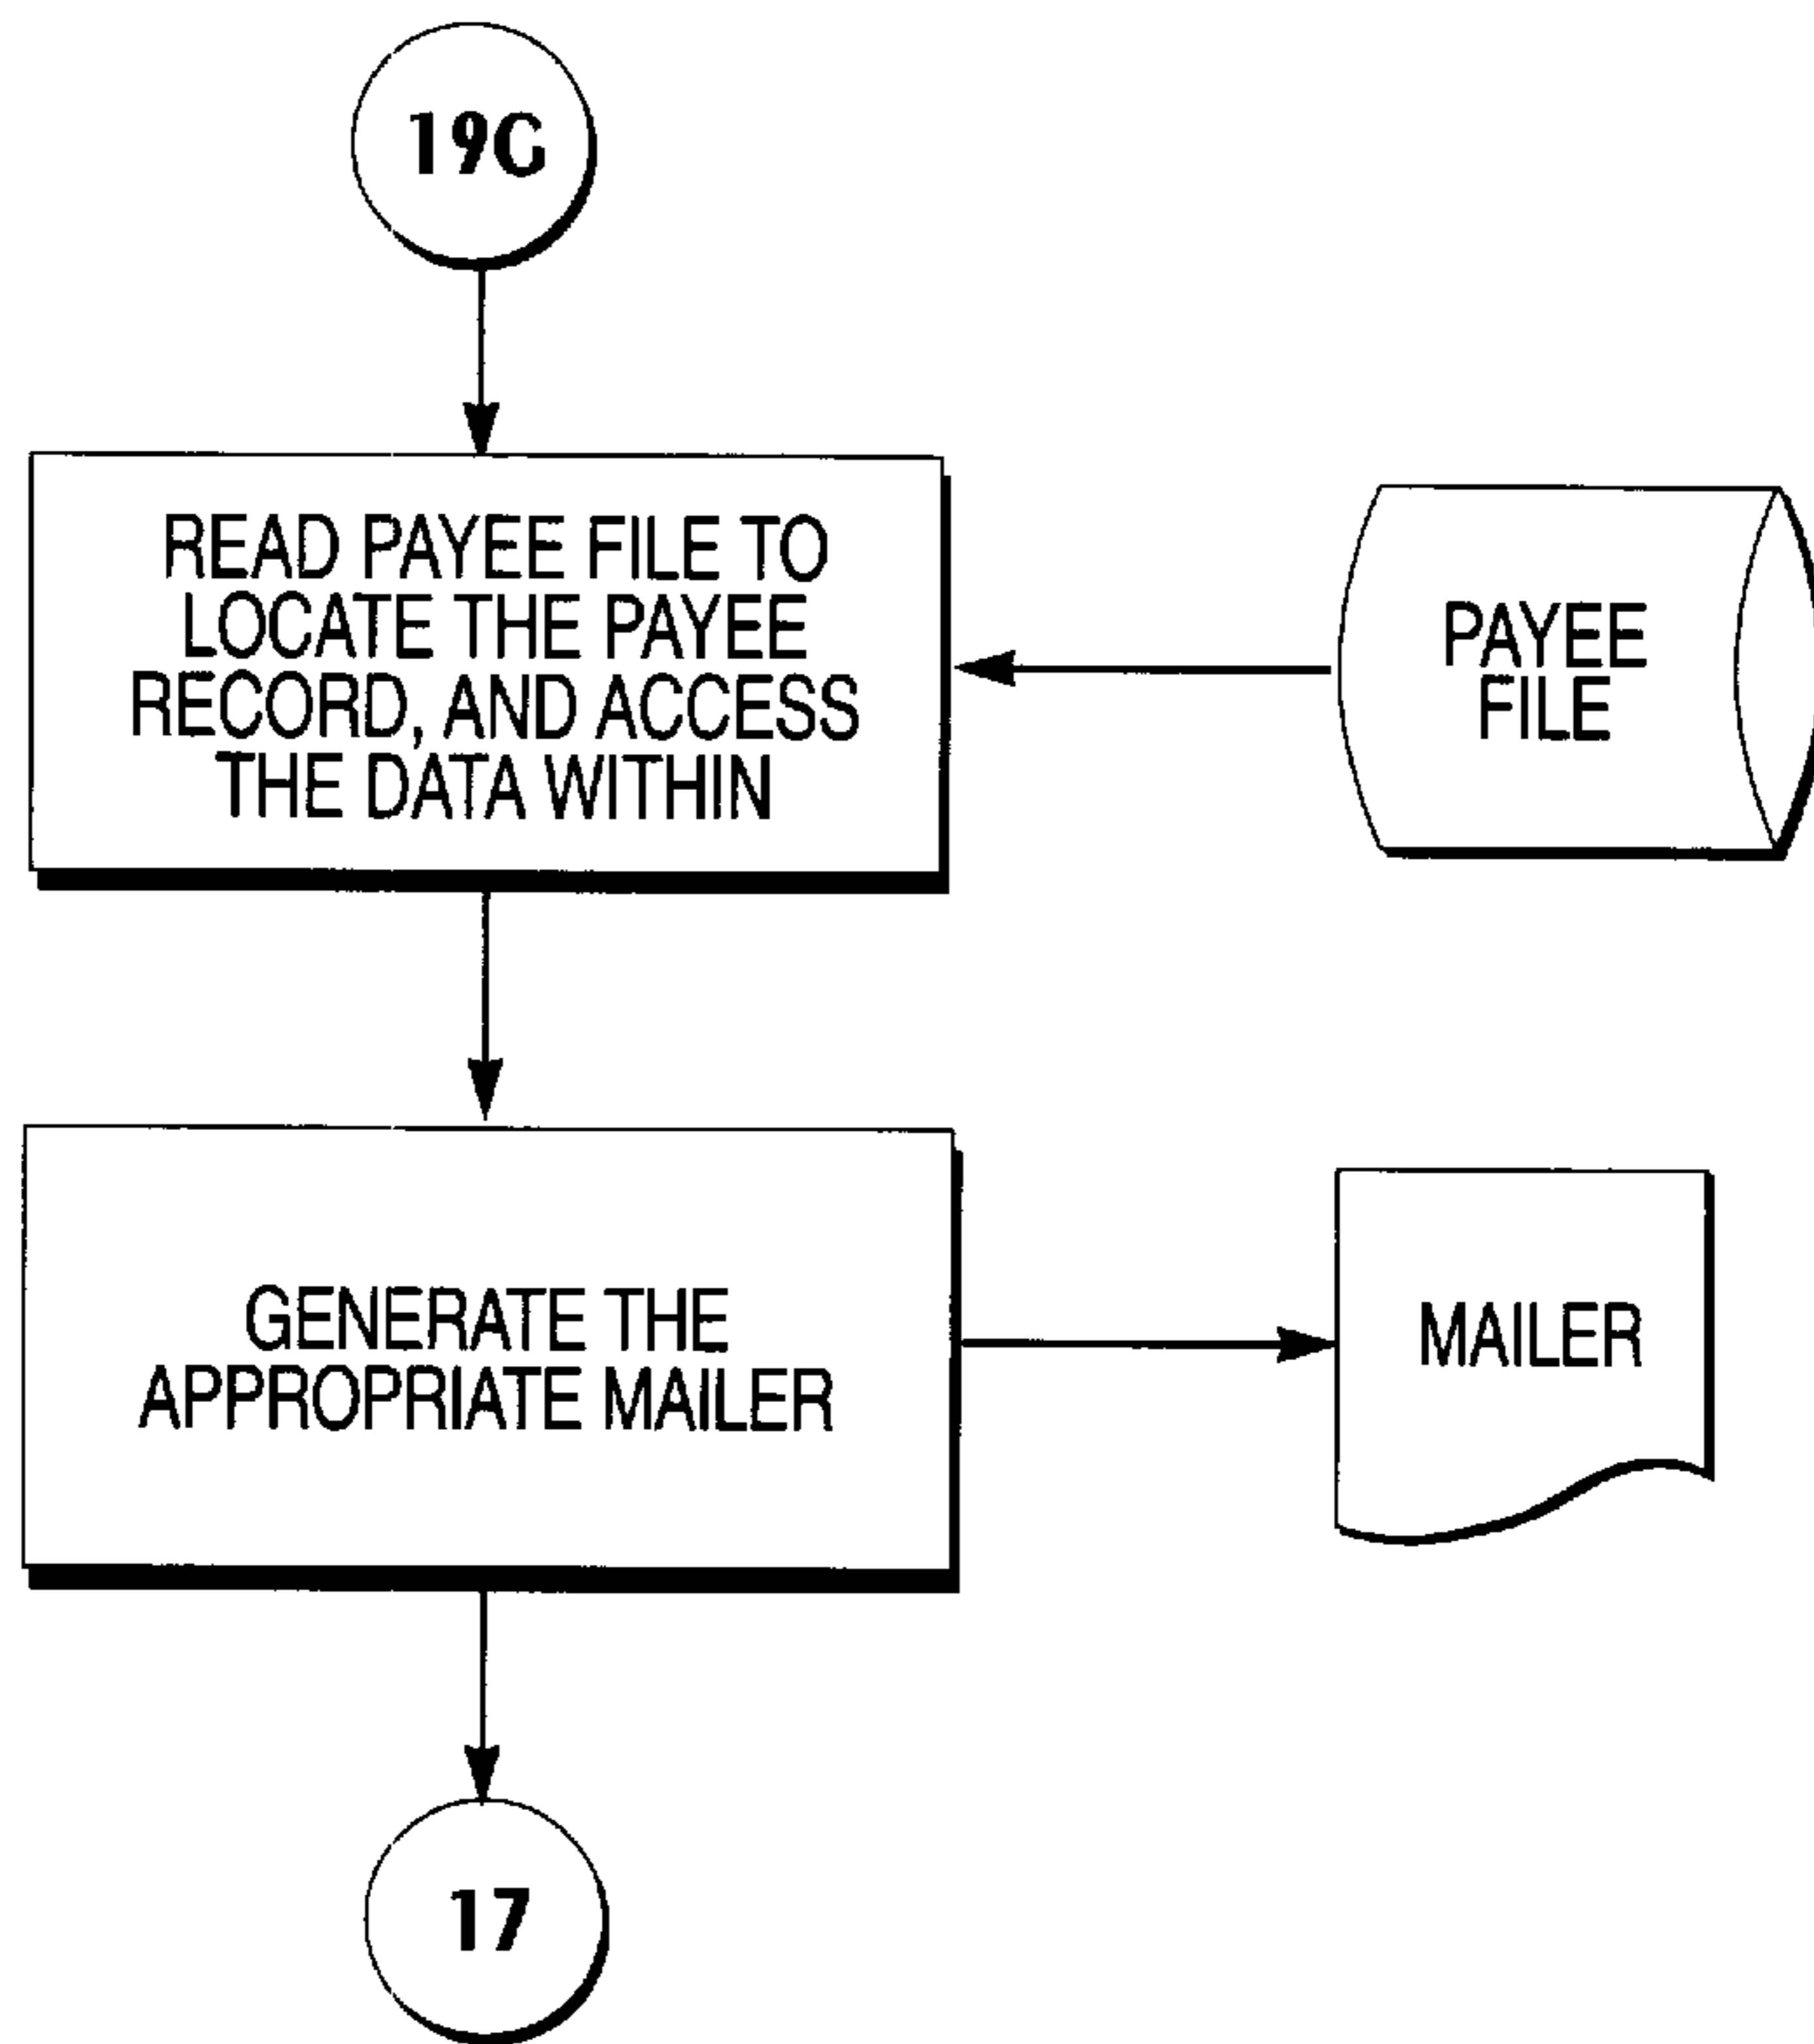 19G
READ PAYEE FILE TO
LOCATE THE PAYEE
RECORD, AND ACCESS
THE DATA WITHIN
PAYEE
FILE
GENERATE THE
APPROPRIATE MAILER
MAILER
17